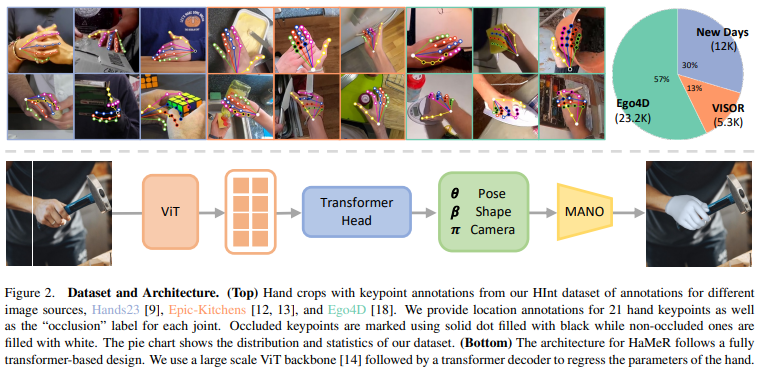 New Days
(12K)
30%
57%
13%
Ego4D
(23.2K)
VISOR
(5.3K)
ViT
Transformer
Head
θ Pose
β Shape
π Camera
MANO
Figure 2. Dataset and Architecture. (Top) Hand crops with keypoint annotations from our HInt dataset of annotations for different
image sources, Hands23 [9], Epic-Kitchens [12, 13], and Ego4D [18]. We provide location annotations for 21 hand keypoints as well
as the “occlusion” label for each joint. Occluded keypoints are marked using solid dot filled with black while non-occluded ones are
filled with white. The pie chart shows the distribution and statistics of our dataset. (Bottom) The architecture for HaMeR follows a fully
transformer-based design. We use a large scale ViT backbone [14] followed by a transformer decoder to regress the parameters of the hand.